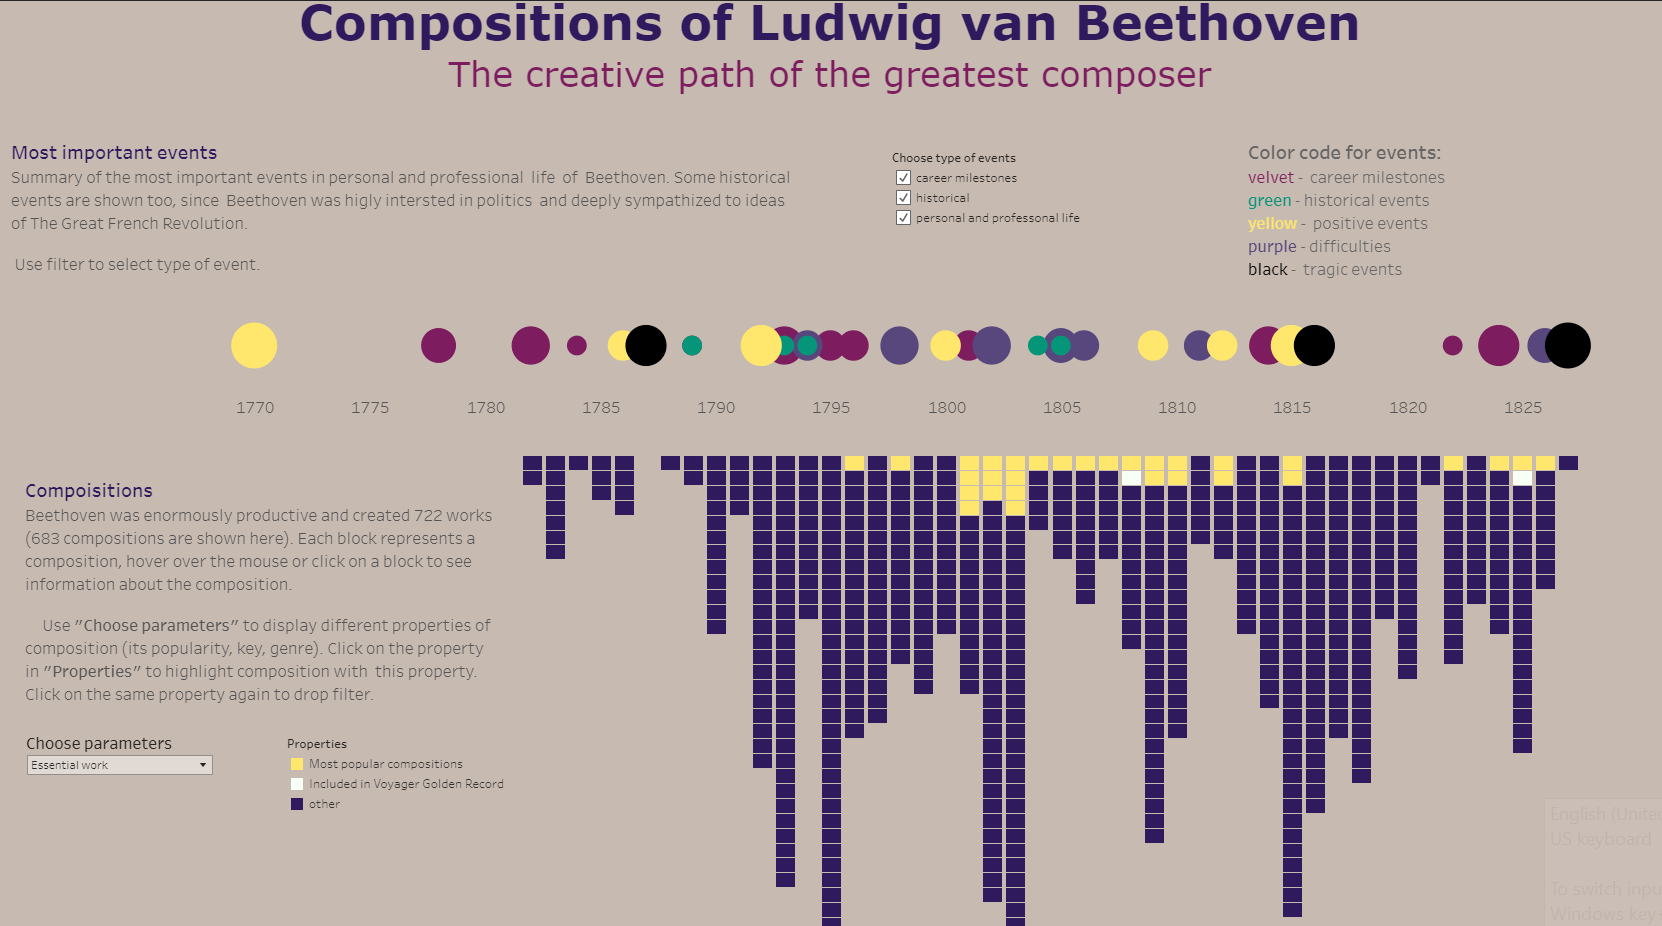 Compositions of Ludwig van Beethoven
The creative path of the greatest composer
Most important events
Summary of the most important events in personal and professional life of Beethoven. Some historical
events are shown too, since Beethoven was higly intersted in politics and deeply sympathized to ideas
of The Great French Revolution.
Use filter to select type of event.
Choose type of events
career milestones
historical
personal and professonal life
Color code for events:
velvet - career milestones
green - historical events
yellow - positive events
purple - difficulties
black - tragic events
1770 1775 1780 1785 1790 1795 1800 1805 1810 1815 1820 1825
Compoisitions
Beethoven was enormously productive and created 722 works
(683 compositions are shown here). Each block represents a
composition, hover over the mouse or click on a block to see
information about the composition.
Use "Choose parameters" to display different properties of
composition (its popularity, key, genre). Click on the property
in "Properties" to highlight composition with this property.
Click on the same property again to drop filter.
Choose parameters
Essential work
Properties
Most popular compositions
Included in Voyager Golden Record
other
English (United
US keyboard
To switch inpu
Windows key